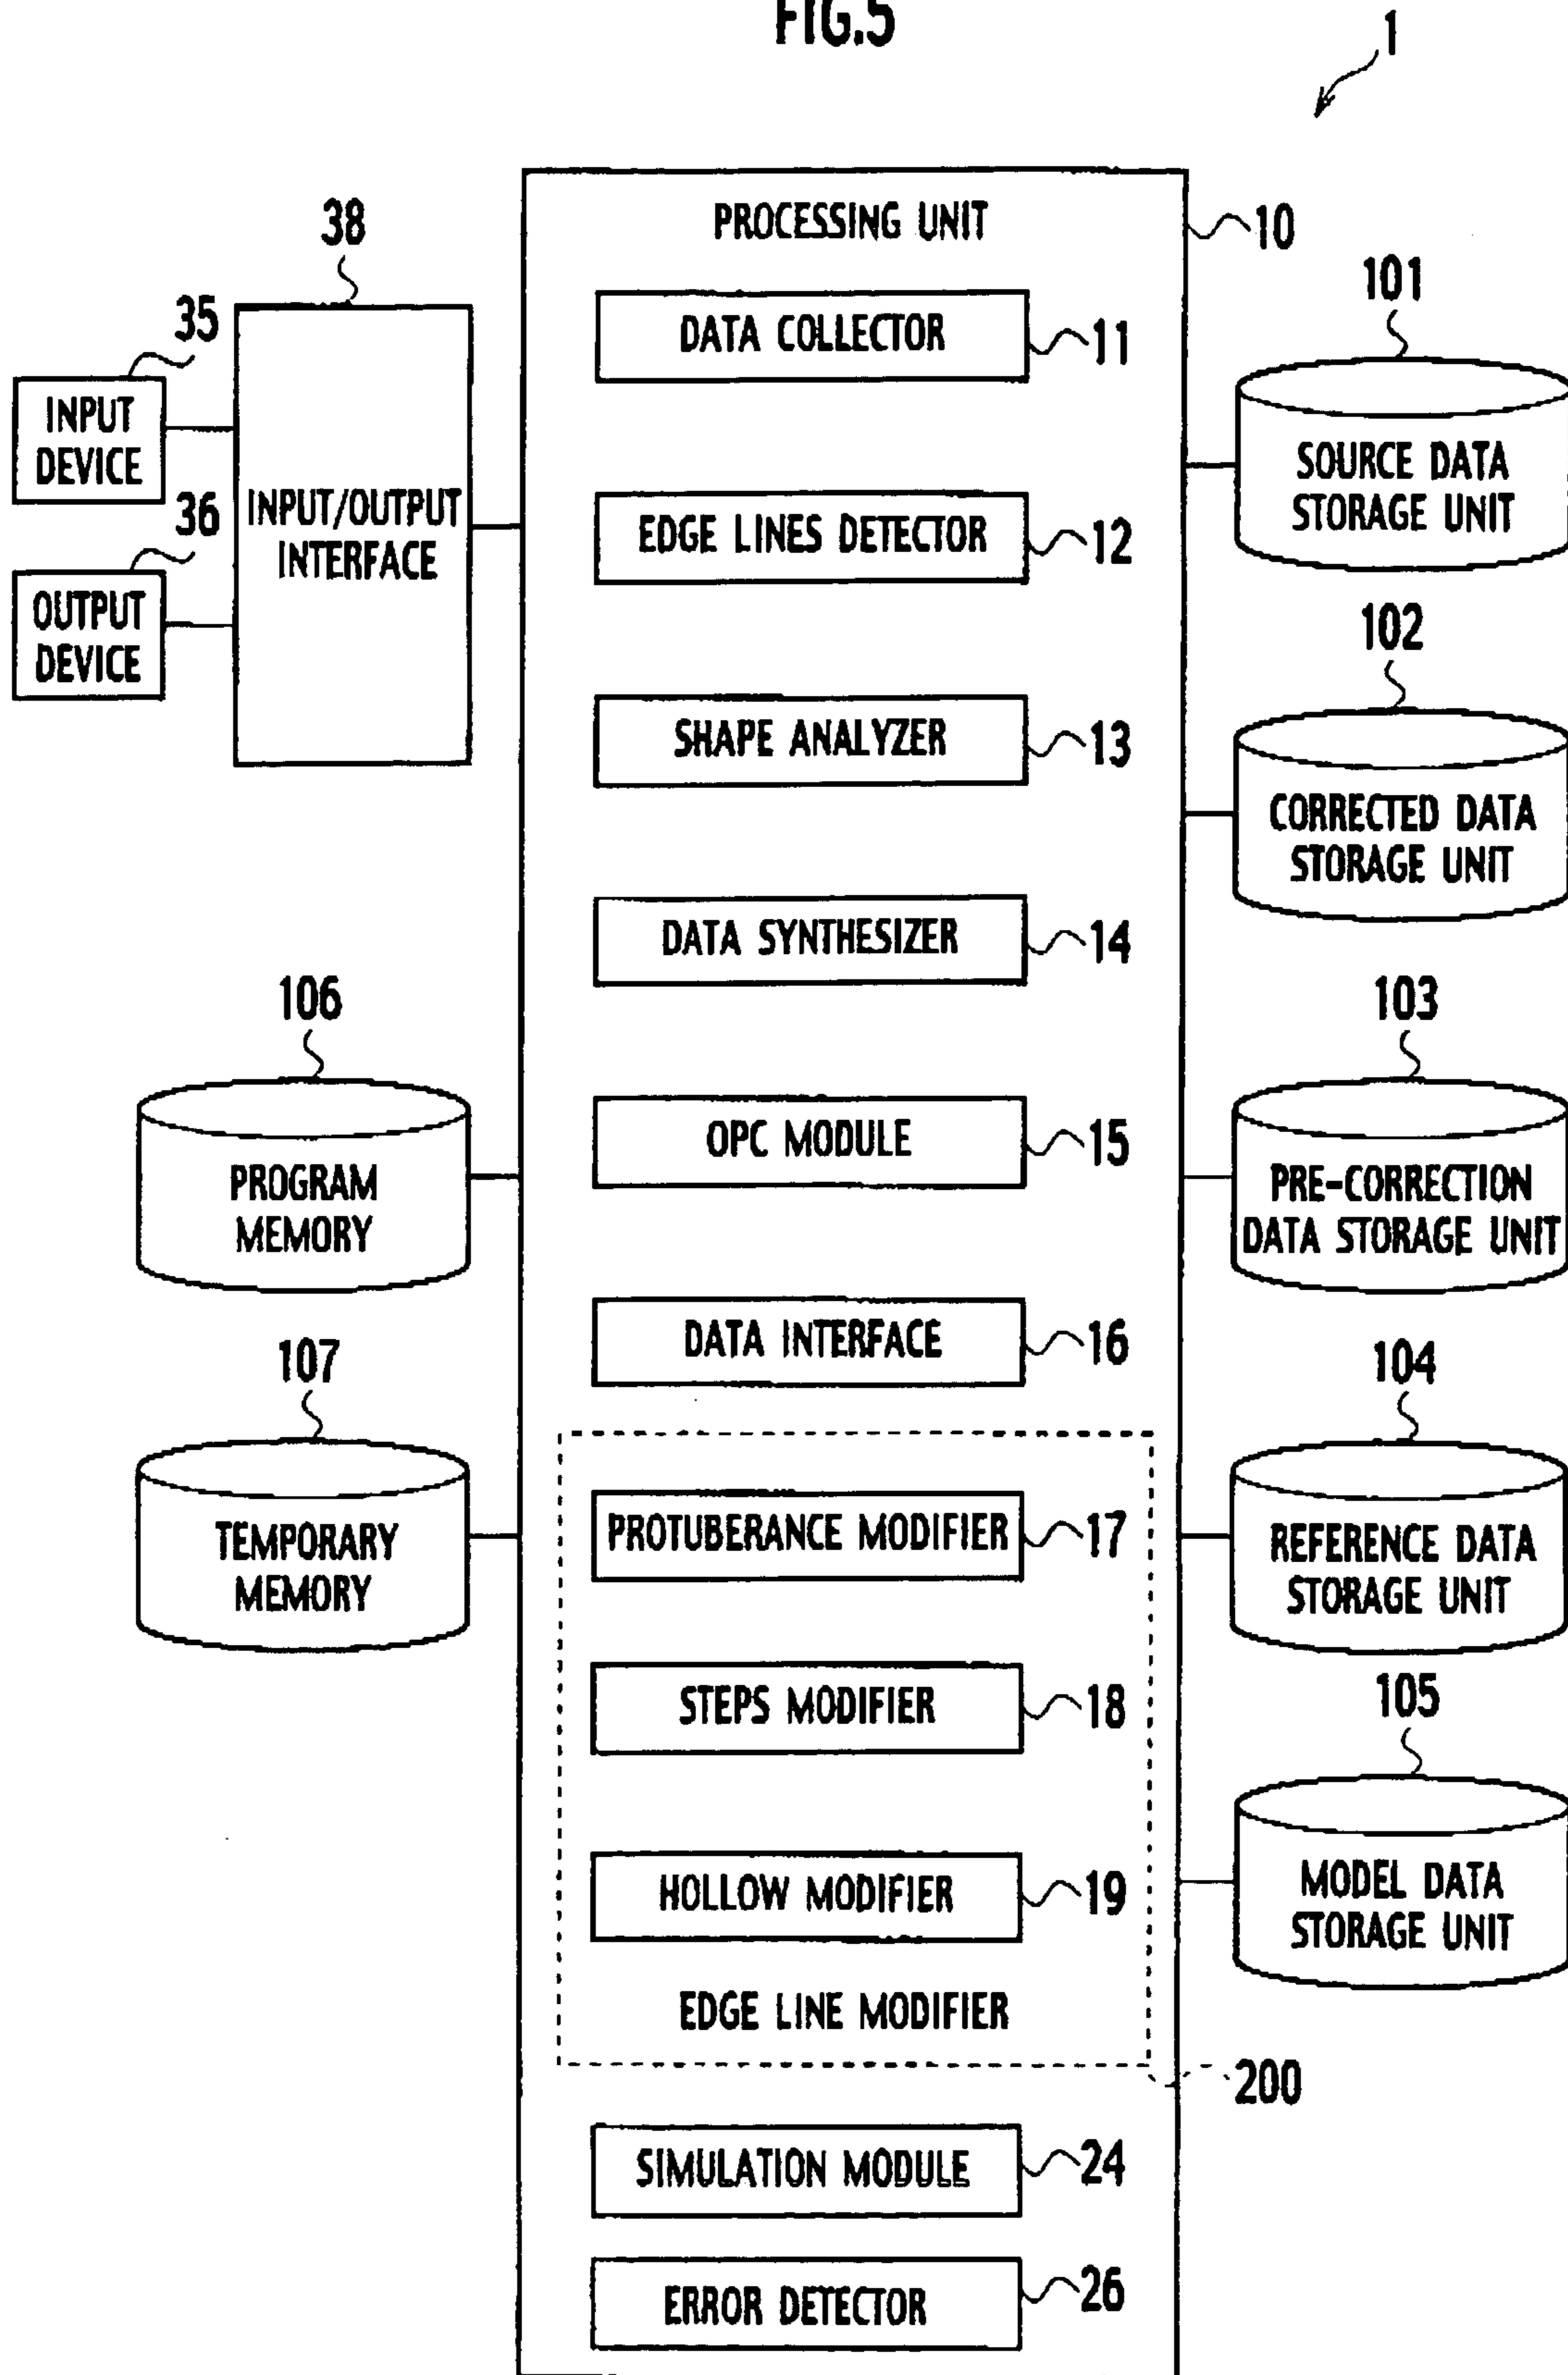 FIG.5
1
PROCESSING UNIT
10
38
35
INPUT
DEVICE
36
OUTPUT
DEVICE
INPUT/OUTPUT
INTERFACE
DATA COLLECTOR
11
EDGE LINES DETECTOR
12
SHAPE ANALYZER
13
DATA SYNTHESIZER
14
OPC MODULE
15
DATA INTERFACE
16
PROTUBERANCE MODIFIER
17
STEPS MODIFIER
18
HOLLOW MODIFIER
19
EDGE LINE MODIFIER
200
SIMULATION MODULE
24
ERROR DETECTOR
26
106
PROGRAM
MEMORY
107
TEMPORARY
MEMORY
101
SOURCE DATA
STORAGE UNIT
102
CORRECTED DATA
STORAGE UNIT
103
PRE-CORRECTION
DATA STORAGE UNIT
104
REFERENCE DATA
STORAGE UNIT
105
MODEL DATA
STORAGE UNIT